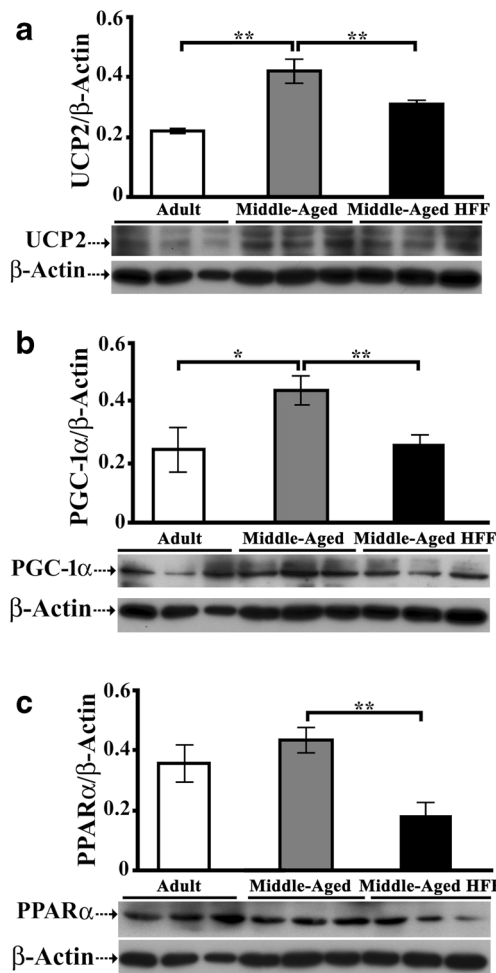 a
UCP2/β-Actin
0.6
0.4
0.2
0
** **
Adult Middle-Aged Middle-Aged HFF
UCP2
β-Actin
b
PGC-1α/β-Actin
0.6
0.4
0.2
0
* **
Adult Middle-Aged Middle-Aged HFF
PGC-1α
β-Actin
c
PPARα/β-Actin
0.6
0.4
0.2
0
**
Adult Middle-Aged Middle-Aged HFF
PPARα
β-Actin